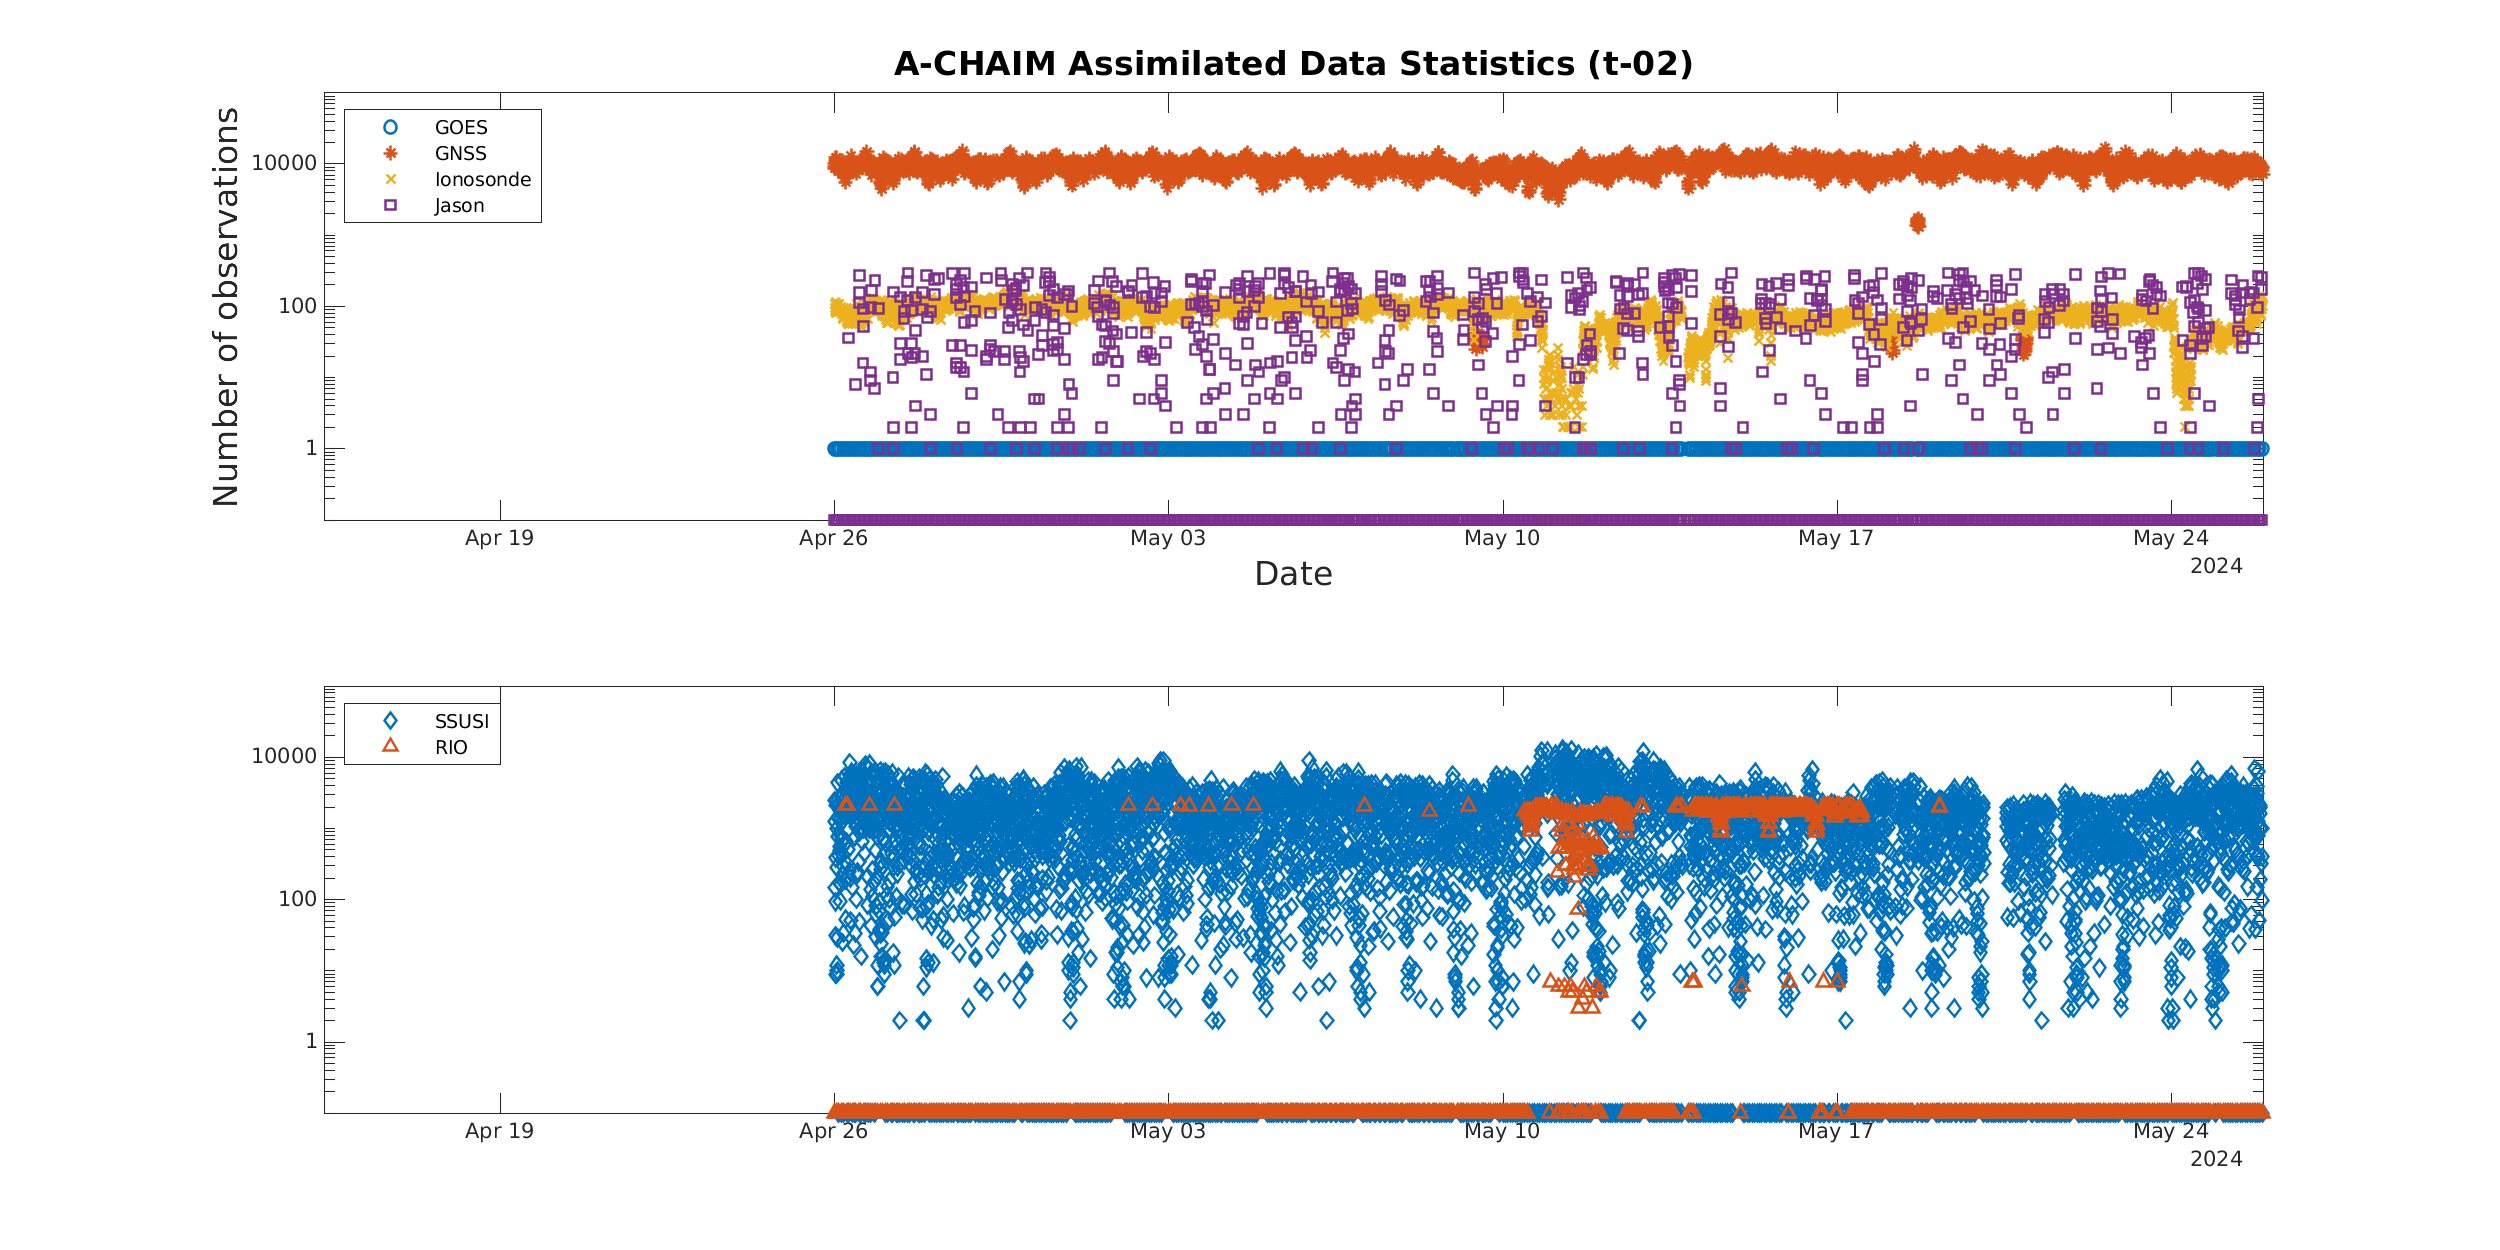 A-CHAIM Assimilated Data Statistics (t-02)
Number of observations
10000
100
1
GOES
GNSS
Ionosonde
Jason
Apr 19
Apr 26
May 03
May 10
May 17
May 24
2024
Date
10000
100
1
SSUSI
RIO
Apr 19
Apr 26
May 03
May 10
May 17
May 24
2024